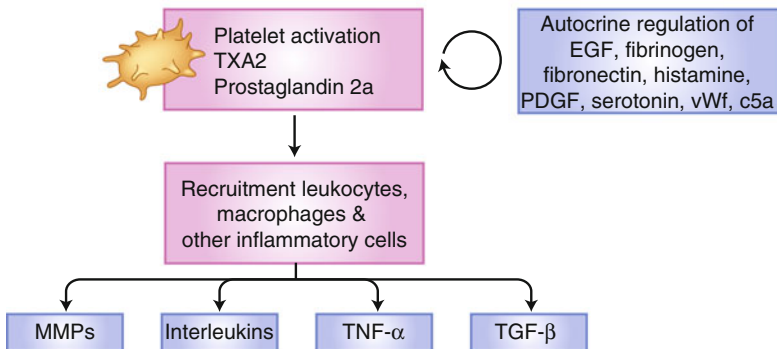 Platelet activation
TXA2
Prostaglandin 2a
Autocrine regulation of
EGF, fibrinogen,
fibronectin, histamine,
PDGF, serotonin, vWf, c5a
Recruitment leukocytes,
macrophages &
other inflammatory cells
MMPs
Interleukins
TNF-α
TGF-β